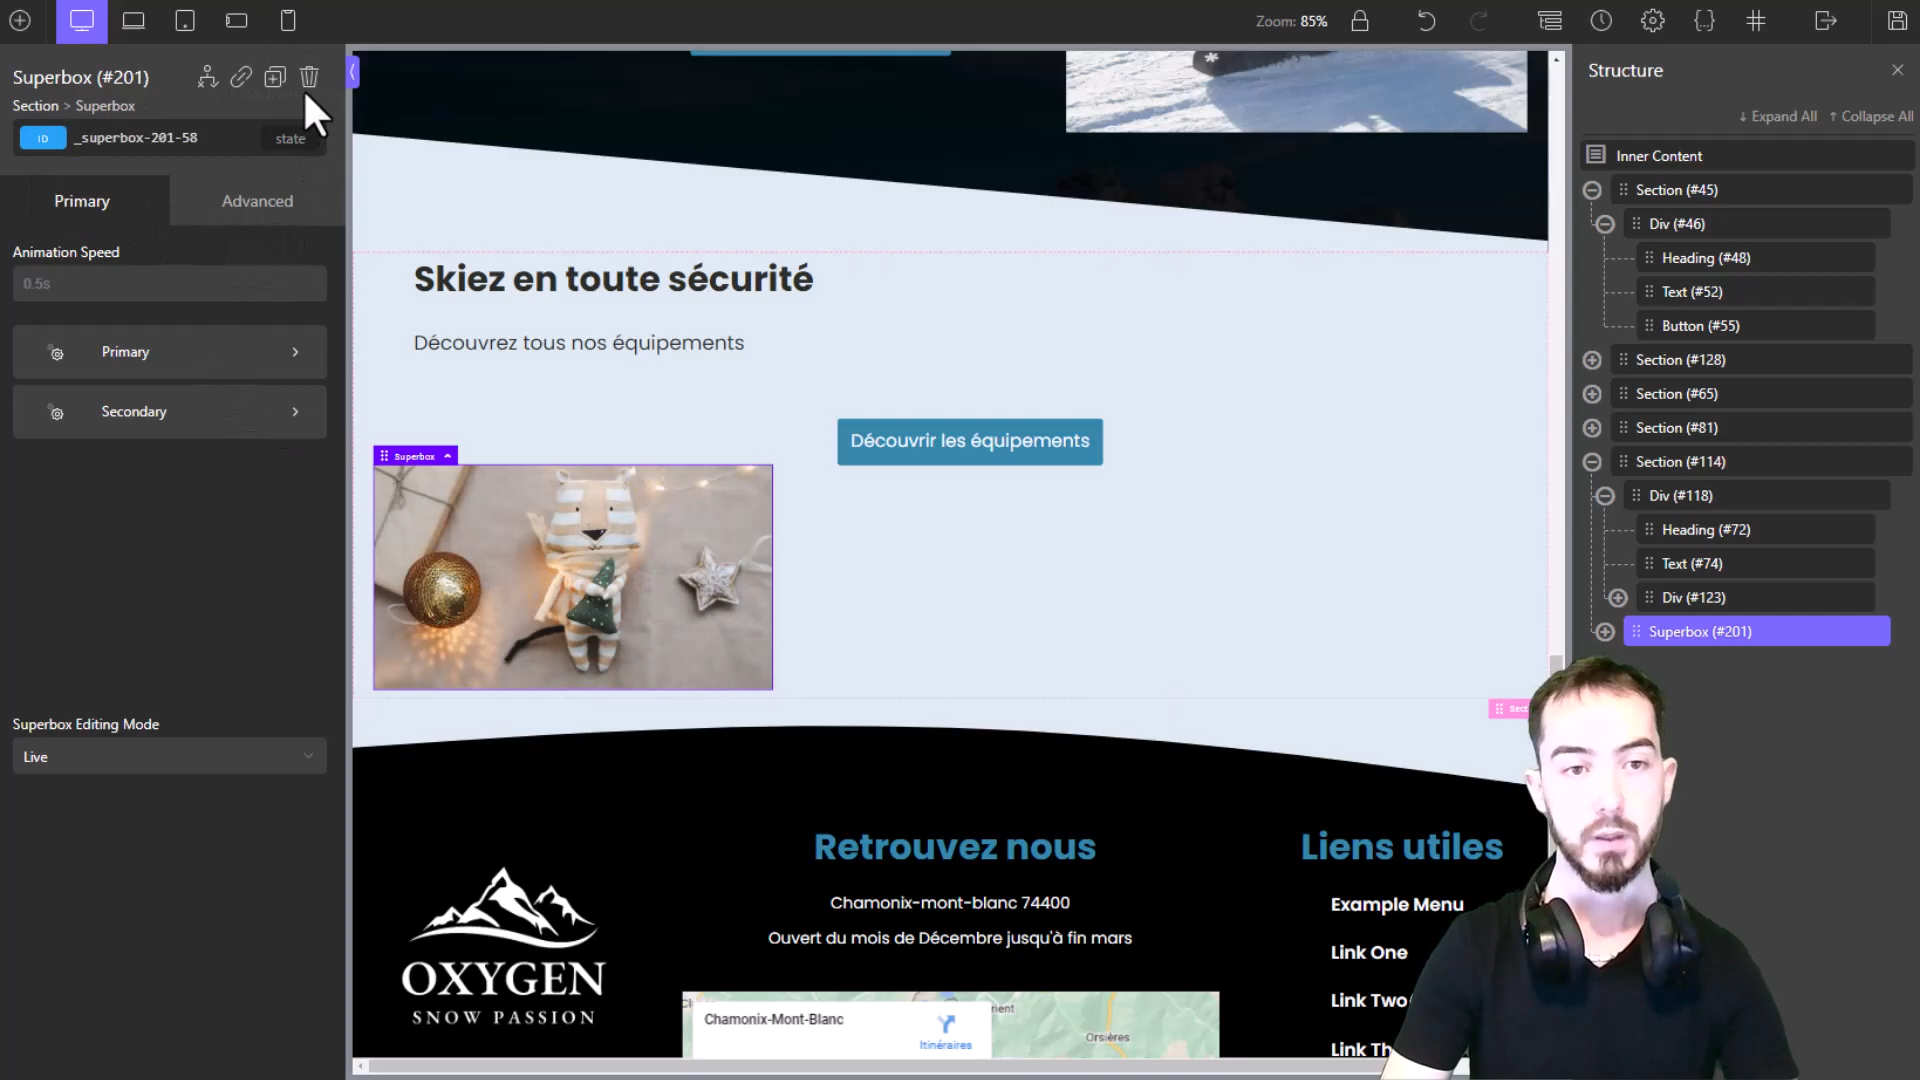 Zoom: 85%
Superbox (#201)
Section > Superbox
ID _superbox-201-58 state
Primary
Advanced
Animation Speed
0.5s
Primary
Secondary
Superbox Editing Mode
Live
Skiez en toute sécurité
Découvrez tous nos équipements
Découvrir les équipements
Superbox
Retrouvez nous
Chamonix-mont-blanc 74400
Ouvert du mois de Décembre jusqu'à fin mars
Chamonix-Mont-Blanc
Itinéraires
Orsières
OXYGEN
SNOW PASSION
Liens utiles
Example Menu
Link One
Link Two
Link Th
Structure
↓ Expand All ↑ Collapse All
Inner Content
Section (#45)
Div (#46)
Heading (#48)
Text (#52)
Button (#55)
Section (#128)
Section (#65)
Section (#81)
Section (#114)
Div (#118)
Heading (#72)
Text (#74)
Div (#123)
Superbox (#201)